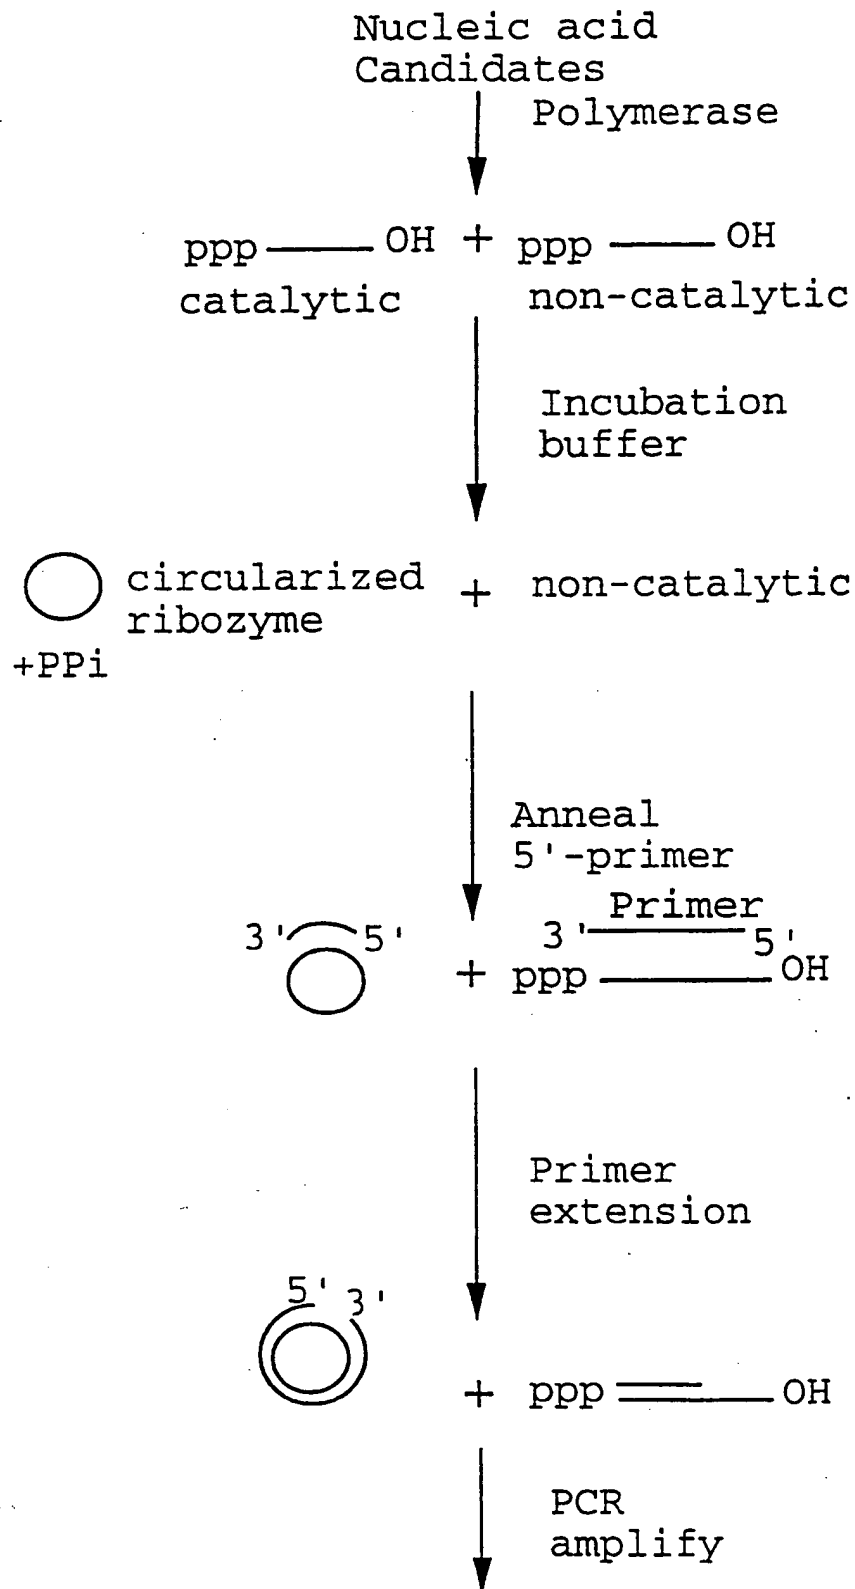 Nucleic acid
Candidates
Polymerase
ppp OH + ppp OH
catalytic non-catalytic
Incubation
buffer
circularized + non-catalytic
ribozyme
+PPi
Anneal
5'-primer
Primer
3' 5' 3' 5'
+ ppp OH
Primer
extension
5' 3'
+ ppp OH
PCR
amplify